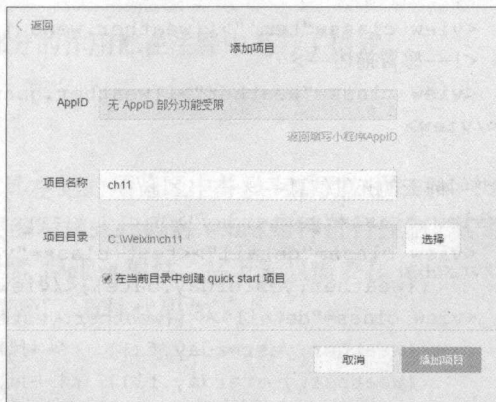 返回
添加项目
AppID 无 AppID 部分功能受限
返回填写小程序AppID
项目名称 ch11
项目目录 C:\Weixin\ch11 选择
在当前目录中创建 quick start 项目
取消 添加项目